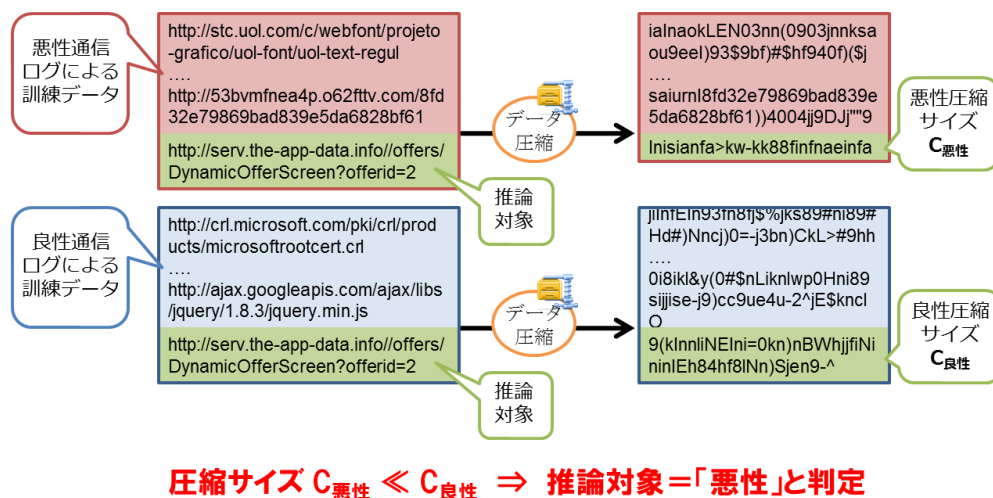 悪性通信
ログによる
訓練データ
http://stc.uol.com/c/webfont/projeto
-grafico/uol-font/uol-text-regul
....
http://53bvmfnea4p.o62fttv.com/8fd
32e79869bad839e5da6828bf61
http://serv.the-app-data.info//offers/
DynamicOfferScreen?offerid=2
推論
対象
データ
圧縮
ialnaokLEN03nn(0903jnnksa
ou9eel)93$9bf)#$hf940f)($j
....
saiurnl8fd32e79869bad839e
5da6828bf61))4004jj9DJj""9
Inisianfa>kw-kk88finfnaeinfa
悪性圧縮
サイズ
C悪性
良性通信
ログによる
訓練データ
http://crl.microsoft.com/pki/crl/prod
ucts/microsoftrootcert.crl
....
http://ajax.googleapis.com/ajax/libs
/jquery/1.8.3/jquery.min.js
http://serv.the-app-data.info//offers/
DynamicOfferScreen?offerid=2
推論
対象
データ
圧縮
jiInfEIn93fn8fj$%jks89#ni89#
Hd#)Nncj)0=-j3bn)CkL>#9hh
....
0i8ikl&y(0#$nLiknlwp0Hni89
sijjise-j9)cc9ue4u-2^jE$kncl
O
9(kInnliNEIni=0kn)nBWhjjfiNi
ninIEh84hf8lNn)Sjen9-^
良性圧縮
サイズ
C良性
圧縮サイズ C悪性 ≪ C良性 ⇒ 推論対象=「悪性」と判定